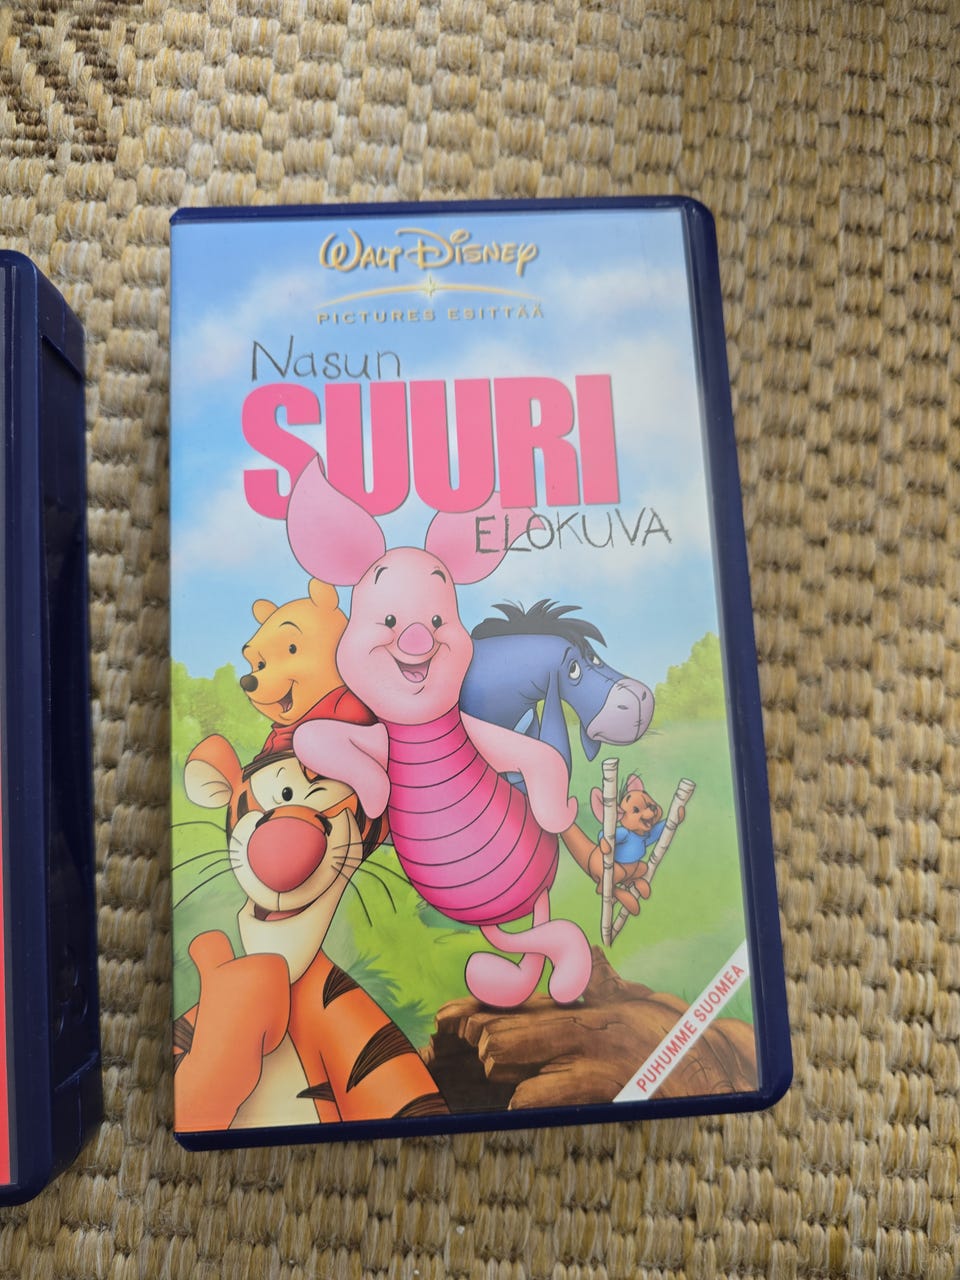 WALT DISNEY
PICTURES ESITTÄÄ
Nasun
SUURI
ELOKUVA
PUHUMME SUOMEA